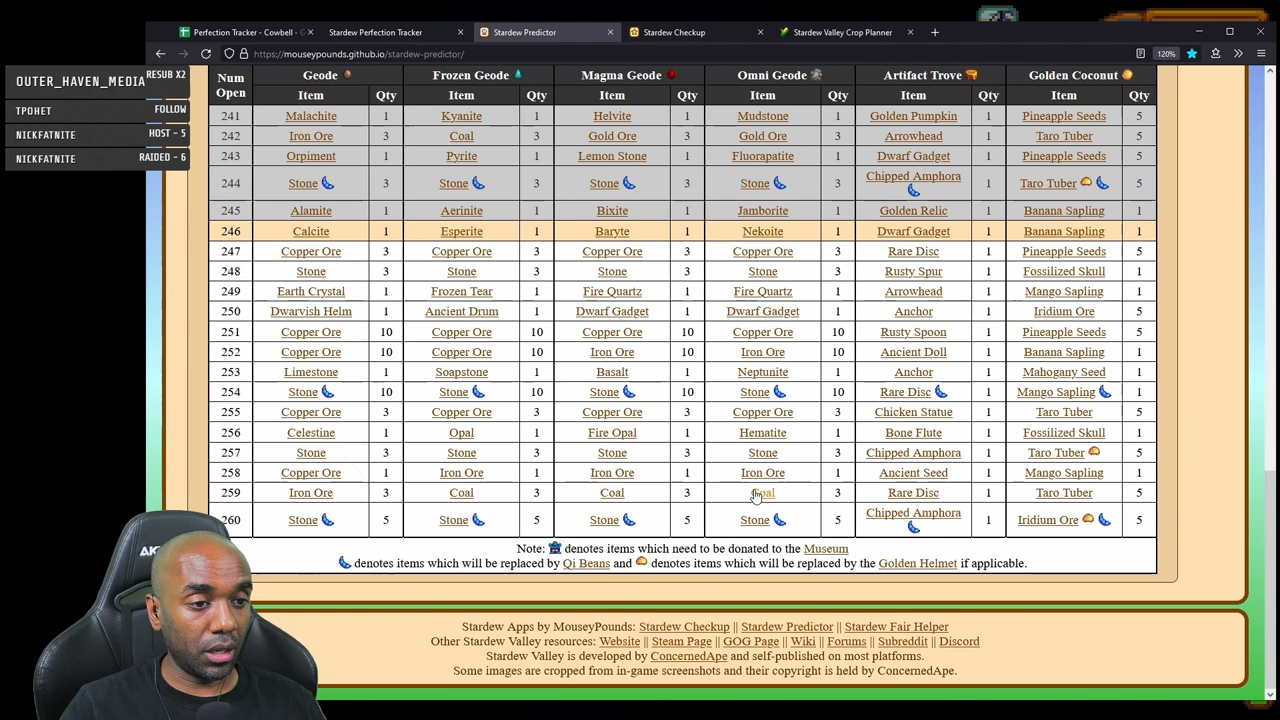 Perfection Tracker - Cowbell - G
Stardew Perfection Tracker
Stardew Predictor
Stardew Checkup
Stardew Valley Crop Planner
https://mouseypounds.github.io/stardew-predictor/
120%
OUTER_HAVEN_MEDIA RESUB X2
TPOHET FOLLOW
NICKFATNITE HOST - 5
NICKFATNITE RAIDED - 6
Num Open Geode Frozen Geode Magma Geode Omni Geode Artifact Trove Golden Coconut
Item Qty Item Qty Item Qty Item Qty Item Qty Item Qty
241 Malachite 1 Kyanite 1 Helvite 1 Mudstone 1 Golden Pumpkin 1 Pineapple Seeds 5
242 Iron Ore 3 Coal 3 Gold Ore 3 Gold Ore 3 Arrowhead 1 Taro Tuber 5
243 Orpiment 1 Pyrite 1 Lemon Stone 1 Fluorapatite 1 Dwarf Gadget 1 Pineapple Seeds 5
244 Stone 3 Stone 3 Stone 3 Stone 3 Chipped Amphora 1 Taro Tuber 5
245 Alamite 1 Aerinite 1 Bixite 1 Jamborite 1 Golden Relic 1 Banana Sapling 1
246 Calcite 1 Esperite 1 Baryte 1 Nekoite 1 Dwarf Gadget 1 Banana Sapling 1
247 Copper Ore 3 Copper Ore 3 Copper Ore 3 Copper Ore 3 Rare Disc 1 Pineapple Seeds 5
248 Stone 3 Stone 3 Stone 3 Stone 3 Rusty Spur 1 Fossilized Skull 1
249 Earth Crystal 1 Frozen Tear 1 Fire Quartz 1 Fire Quartz 1 Arrowhead 1 Mango Sapling 1
250 Dwarvish Helm 1 Ancient Drum 1 Dwarf Gadget 1 Dwarf Gadget 1 Anchor 1 Iridium Ore 5
251 Copper Ore 10 Copper Ore 10 Copper Ore 10 Copper Ore 10 Rusty Spoon 1 Pineapple Seeds 5
252 Copper Ore 10 Copper Ore 10 Iron Ore 10 Iron Ore 10 Ancient Doll 1 Banana Sapling 1
253 Limestone 1 Soapstone 1 Basalt 1 Neptunite 1 Anchor 1 Mahogany Seed 1
254 Stone 10 Stone 10 Stone 10 Stone 10 Rare Disc 1 Mango Sapling 1
255 Copper Ore 3 Copper Ore 3 Copper Ore 3 Copper Ore 3 Chicken Statue 1 Taro Tuber 5
256 Celestine 1 Opal 1 Fire Opal 1 Hematite 1 Bone Flute 1 Fossilized Skull 1
257 Stone 3 Stone 3 Stone 3 Stone 3 Chipped Amphora 1 Taro Tuber 5
258 Copper Ore 1 Iron Ore 1 Iron Ore 1 Iron Ore 1 Ancient Seed 1 Mango Sapling 1
259 Iron Ore 3 Coal 3 Coal 3 Coal 3 Rare Disc 1 Taro Tuber 5
260 Stone 5 Stone 5 Stone 5 Stone 5 Chipped Amphora 1 Iridium Ore 5
Note: denotes items which need to be donated to the Museum
denotes items which will be replaced by Qi Beans and denotes items which will be replaced by the Golden Helmet if applicable.
Stardew Apps by MouseyPounds: Stardew Checkup || Stardew Predictor || Stardew Fair Helper
Other Stardew Valley resources: Website || Steam Page || GOG Page || Wiki || Forums || Subreddit || Discord
Stardew Valley is developed by ConcernedApe and self-published on most platforms.
Some images are cropped from in-game screenshots and their copyright is held by ConcernedApe.